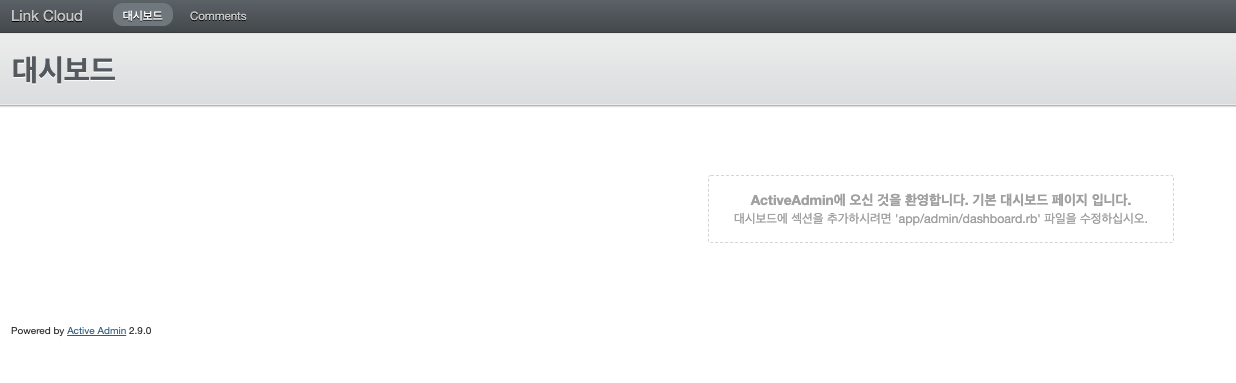 Link Cloud 대시보드 Comments
대시보드
ActiveAdmin에 오신 것을 환영합니다. 기본 대시보드 페이지 입니다.
대시보드에 섹션을 추가하시려면 'app/admin/dashboard.rb' 파일을 수정하십시오.
Powered by Active Admin 2.9.0